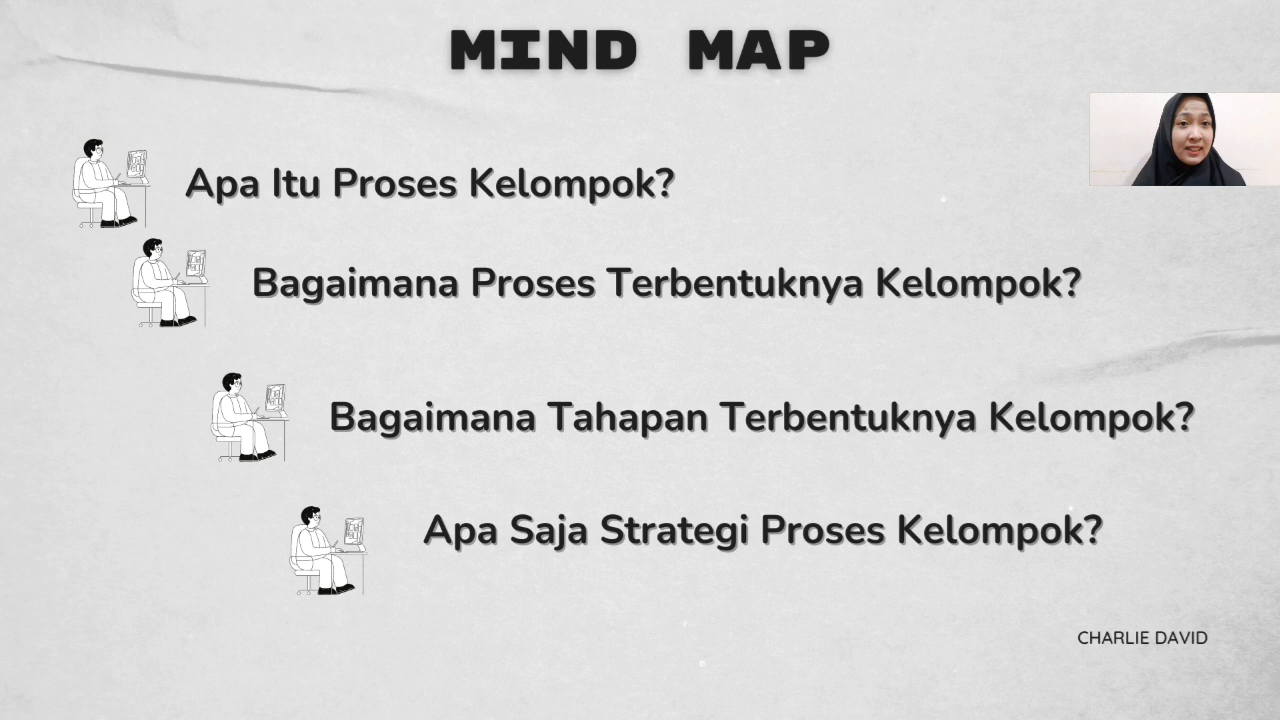 MIND MAP
Apa Itu Proses Kelompok?
Bagaimana Proses Terbentuknya Kelompok?
Bagaimana Tahapan Terbentuknya Kelompok?
Apa Saja Strategi Proses Kelompok?
CHARLIE DAVID